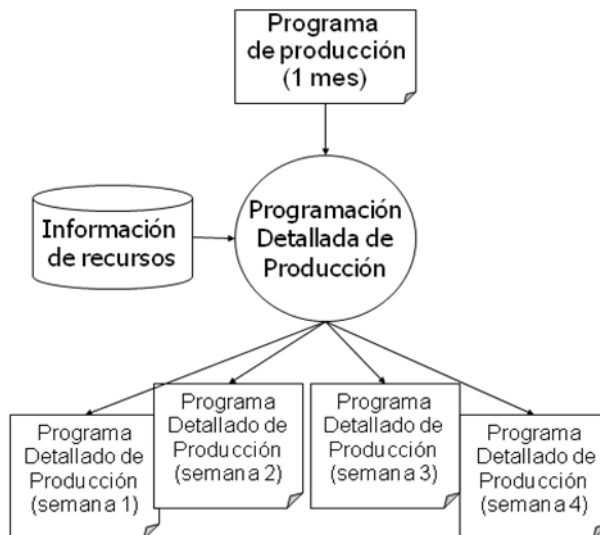 Programa
de producción
(1 mes)
Información
de recursos
Programación
Detallada de
Producción
Programa
Detallado de
Producción
(semana 1)
Programa
Detallado de
Producción
(semana 2)
Programa
Detallado de
Producción
(semana 3)
Programa
Detallado de
Producción
(semana 4)